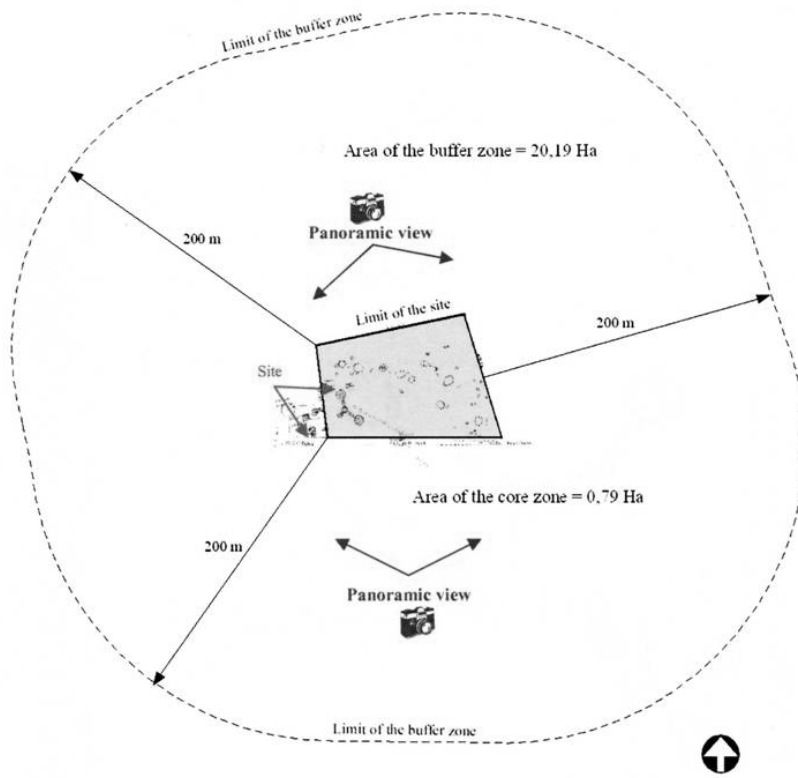 Limit of the buffer zone
Area of the buffer zone = 20,19 Ha
Panoramic view
200 m
Limit of the site
200 m
Site
Area of the core zone = 0,79 Ha
200 m
Panoramic view
Limit of the buffer zone